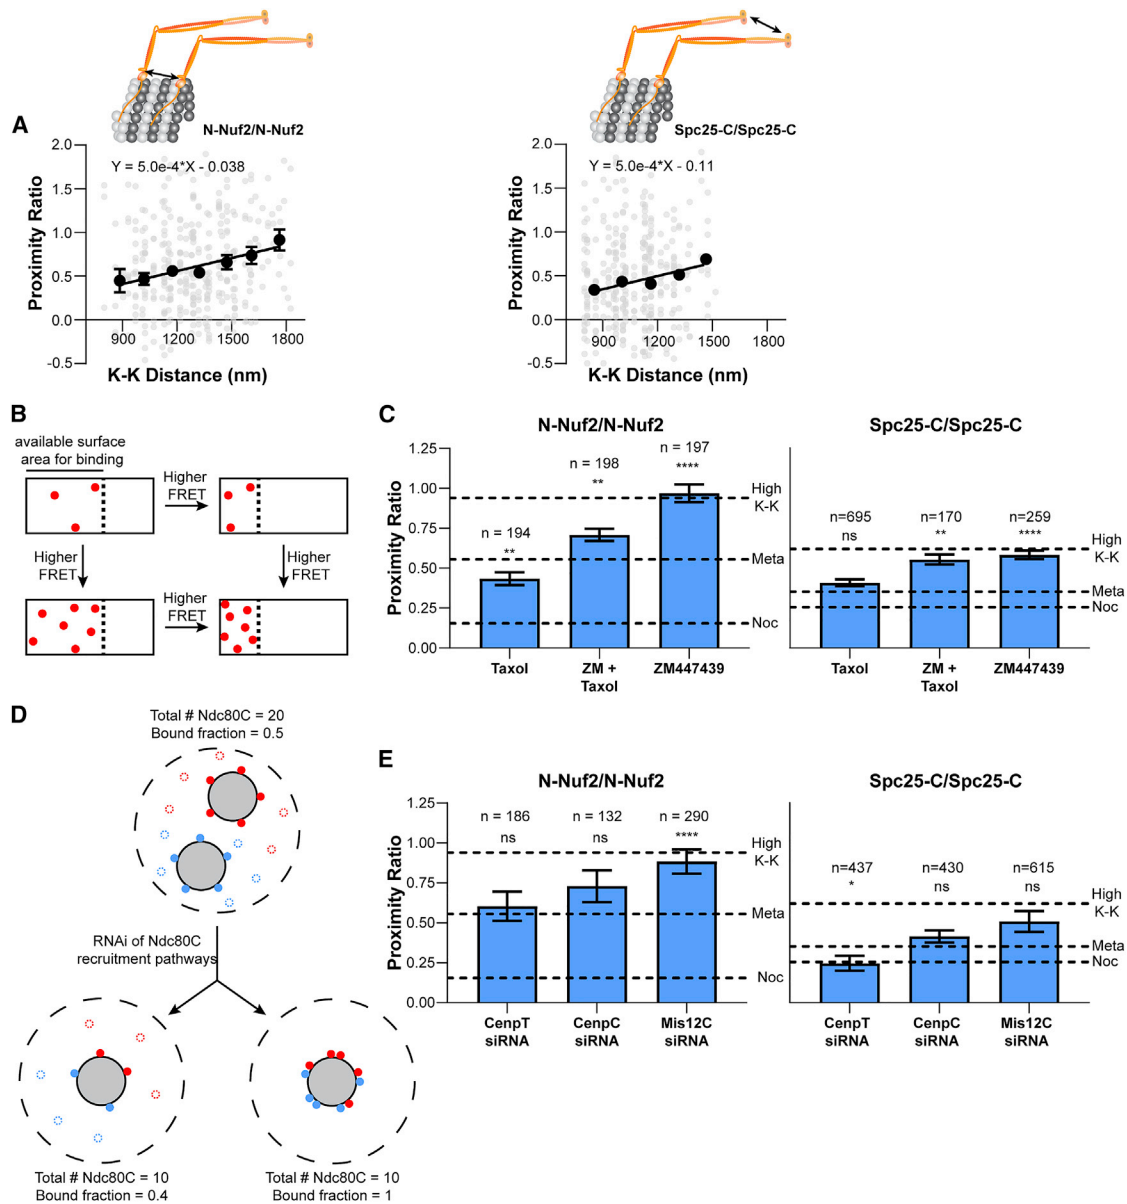 A
N-Nuf2/N-Nuf2
Y = 5.0e-4*X - 0.038
Proximity Ratio
2.0
1.5
1.0
0.5
0.0
-0.5
900
1200
1500
1800
K-K Distance (nm)
Spc25-C/Spc25-C
Y = 5.0e-4*X - 0.11
Proximity Ratio
2.0
1.5
1.0
0.5
0.0
-0.5
900
1200
1500
1800
K-K Distance (nm)
B
available surface
area for binding
Higher
FRET
Higher
FRET
Higher
FRET
Higher
FRET
C
N-Nuf2/N-Nuf2
Proximity Ratio
1.25
1.00
0.75
0.50
0.25
0.00
n = 194
**
n = 198
**
n = 197
****
High
K-K
Meta
Noc
Taxol
ZM +
Taxol
ZM447439
Spc25-C/Spc25-C
n=695
ns
n=170
**
n=259
****
High
K-K
Meta
Noc
Taxol
ZM +
Taxol
ZM447439
D
Total # Ndc80C = 20
Bound fraction = 0.5
RNAi of Ndc80C
recruitment pathways
Total # Ndc80C = 10
Bound fraction = 0.4
Total # Ndc80C = 10
Bound fraction = 1
E
N-Nuf2/N-Nuf2
Proximity Ratio
1.25
1.00
0.75
0.50
0.25
0.00
n = 186
ns
n = 132
ns
n = 290
****
High
K-K
Meta
Noc
CenpT
siRNA
CenpC
siRNA
Mis12C
siRNA
Spc25-C/Spc25-C
n=437
*
n=430
ns
n=615
ns
High
K-K
Meta
Noc
CenpT
siRNA
CenpC
siRNA
Mis12C
siRNA